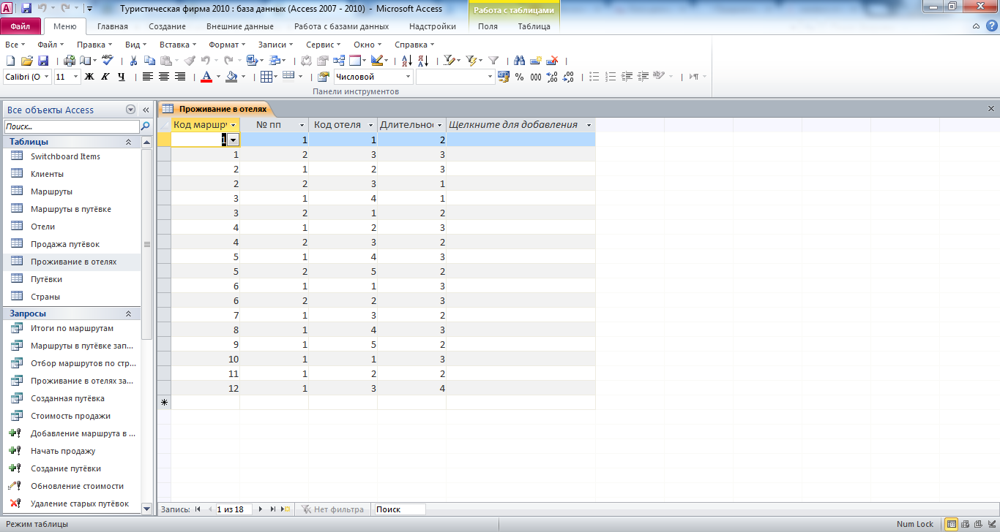 Туристическая фирма 2010 : база данных (Access 2007 - 2010) - Microsoft Access
Работа с таблицами
Файл Меню Главная Создание Внешние данные Работа с базами данных Надстройки Поля Таблица
Все Файл Правка Вид Вставка Формат Записи Сервис Окно Справка
Calibri (О 11 Ж К Ч А Числовой % 000
Панели инструментов
Все объекты Access
Поиск...
Таблицы
Switchboard Items
Клиенты
Маршруты
Маршруты в путёвке
Отели
Продажа путёвок
Проживание в отелях
Путёвки
Страны
Запросы
Итоги по маршрутам
Маршруты в путёвке зап...
Отбор маршрутов по стр...
Проживание в отелях за...
Созданная путёвка
Стоимость продажи
Добавление маршрута в ...
Начать продажу
Создание путёвки
Обновление стоимости
Удаление старых путёвок
Проживание в отелях
Код маршру № пп Код отеля Длительнос Щелкните для добавления
1 1 1 2
1 2 3 3
2 1 2 3
2 2 3 1
3 1 4 1
3 2 1 2
4 1 2 3
4 2 3 2
5 1 4 3
5 2 5 2
6 1 1 3
6 2 2 3
7 1 3 2
8 1 4 3
9 1 5 2
10 1 1 3
11 1 2 2
12 1 3 4
Запись: 1 из 18 Нет фильтра Поиск
Режим таблицы Num Lock